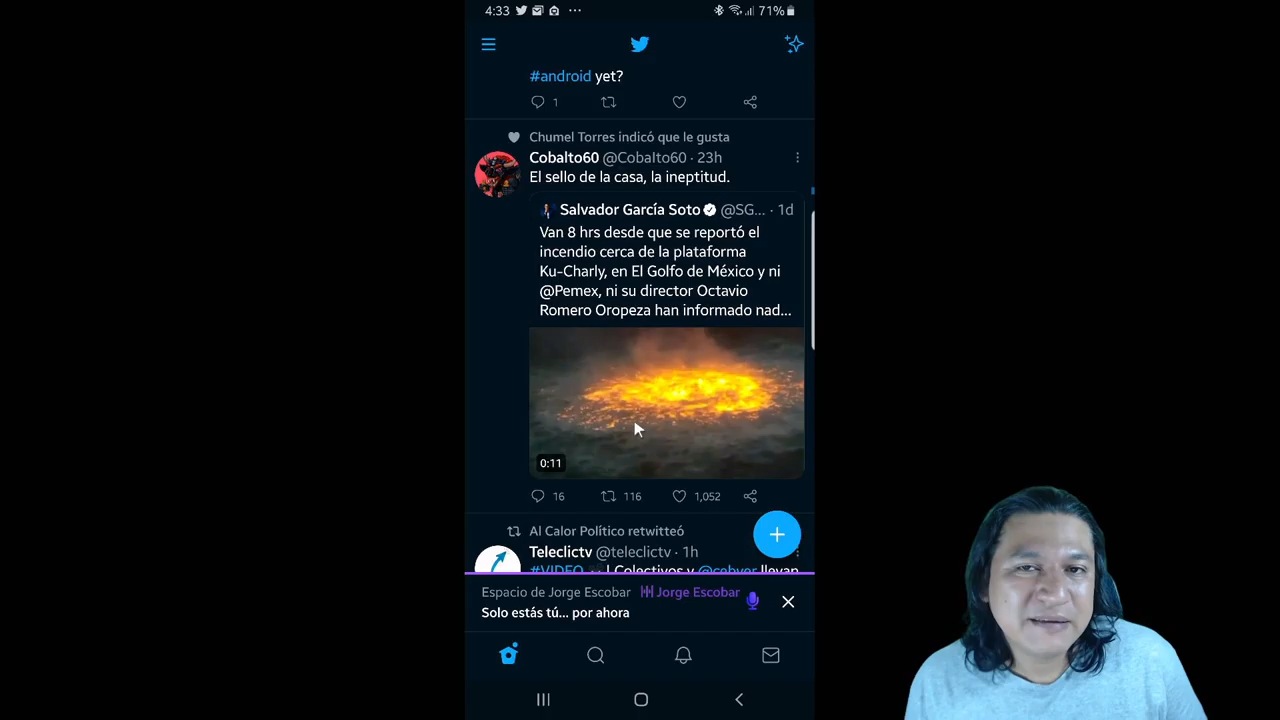 4:33 ... 71%
#android yet?
1
Chumel Torres indicó que le gusta
Cobalto60 @Cobalto60 · 23h
El sello de la casa, la ineptitud.
Salvador García Soto @SG... · 1d
Van 8 hrs desde que se reportó el
incendio cerca de la plataforma
Ku-Charly, en El Golfo de México y ni
@Pemex, ni su director Octavio
Romero Oropeza han informado nad...
0:11
16 116 1,052
Al Calor Político retwitteó
Teleclictv @teleclictv · 1h
#VIDEO | Colectivos y @cebver llevan
Espacio de Jorge Escobar Jorge Escobar
Solo estás tú... por ahora